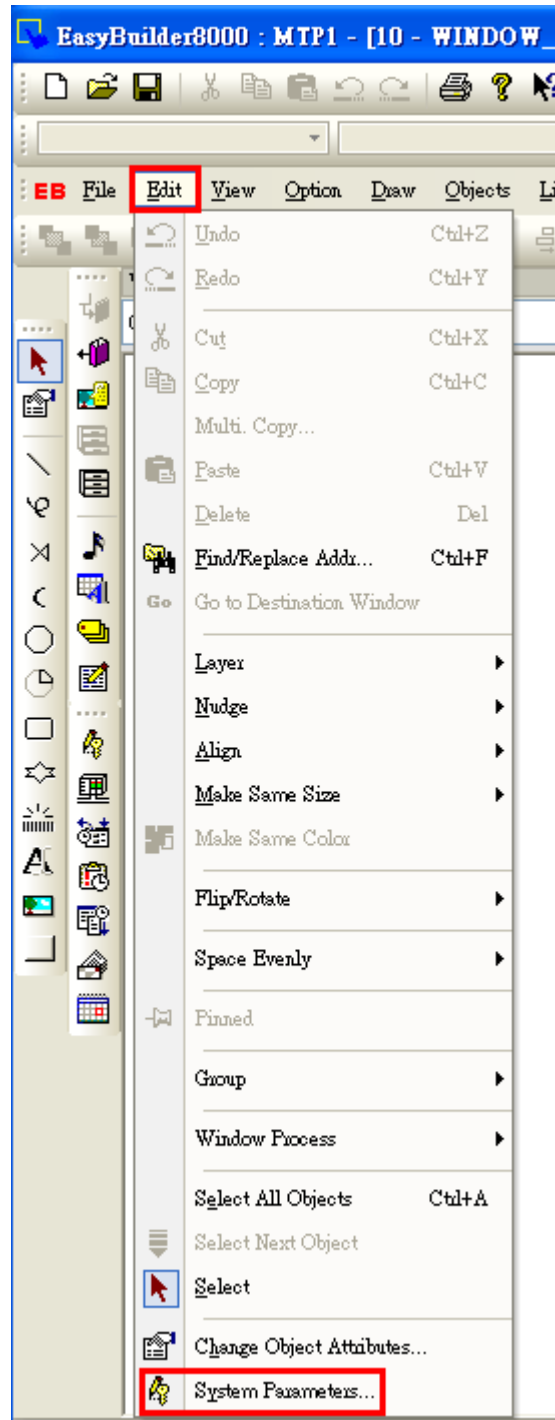 EasyBuilder8000 : MTP1 - [10 - WINDOW_
EB File Edit View Option Draw Objects Li
Undo Ctrl+Z
Redo Ctrl+Y
Cut Ctrl+X
Copy Ctrl+C
Multi. Copy...
Paste Ctrl+V
Delete Del
Find/Replace Addr... Ctrl+F
Go Go to Destination Window
Layer
Nudge
Align
Make Same Size
Make Same Color
Flip/Rotate
Space Evenly
Pinned
Group
Window Process
Select All Objects Ctrl+A
Select Next Object
Select
Change Object Attributes...
System Parameters...